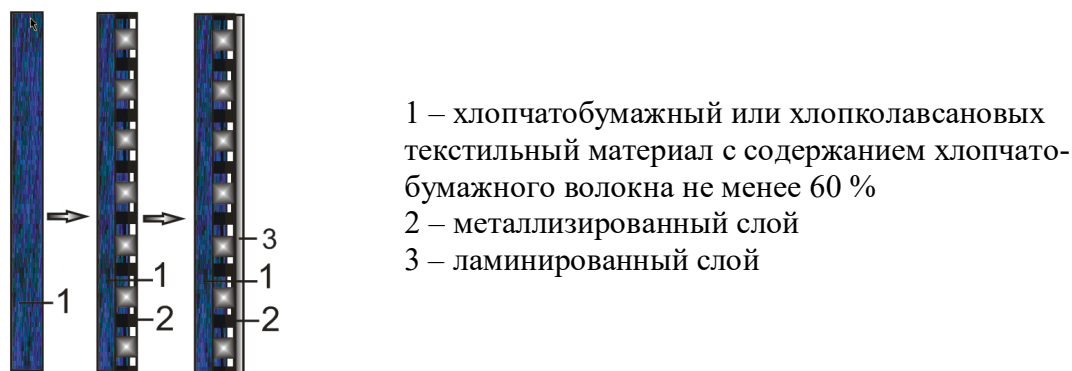 1 – хлопчатобумажный или хлопколавсановых
текстильный материал с содержанием хлопчато-
бумажного волокна не менее 60 %
2 – металлизированный слой
3 – ламинированный слой
3
1
1
1
2
2